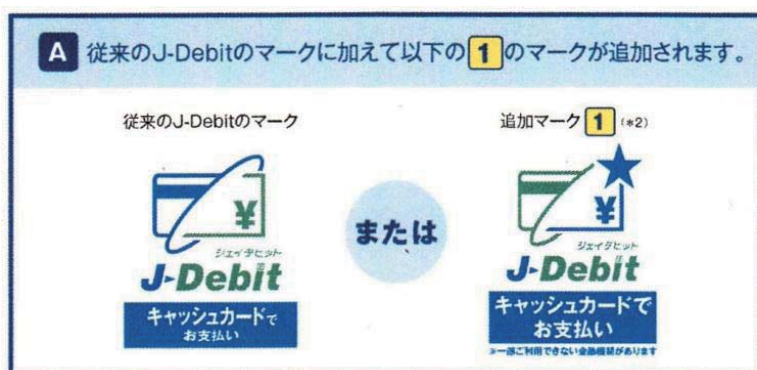 A 従来のJ-Debitのマークに加えて以下の1のマークが追加されます。
従来のJ-Debitのマーク
追加マーク1(*2)
¥
ジェイデビット
J-Debit
キャッシュカードで
お支払い
または
¥
ジェイデビット
J-Debit
キャッシュカードで
お支払い
※一部ご利用できない金融機関があります